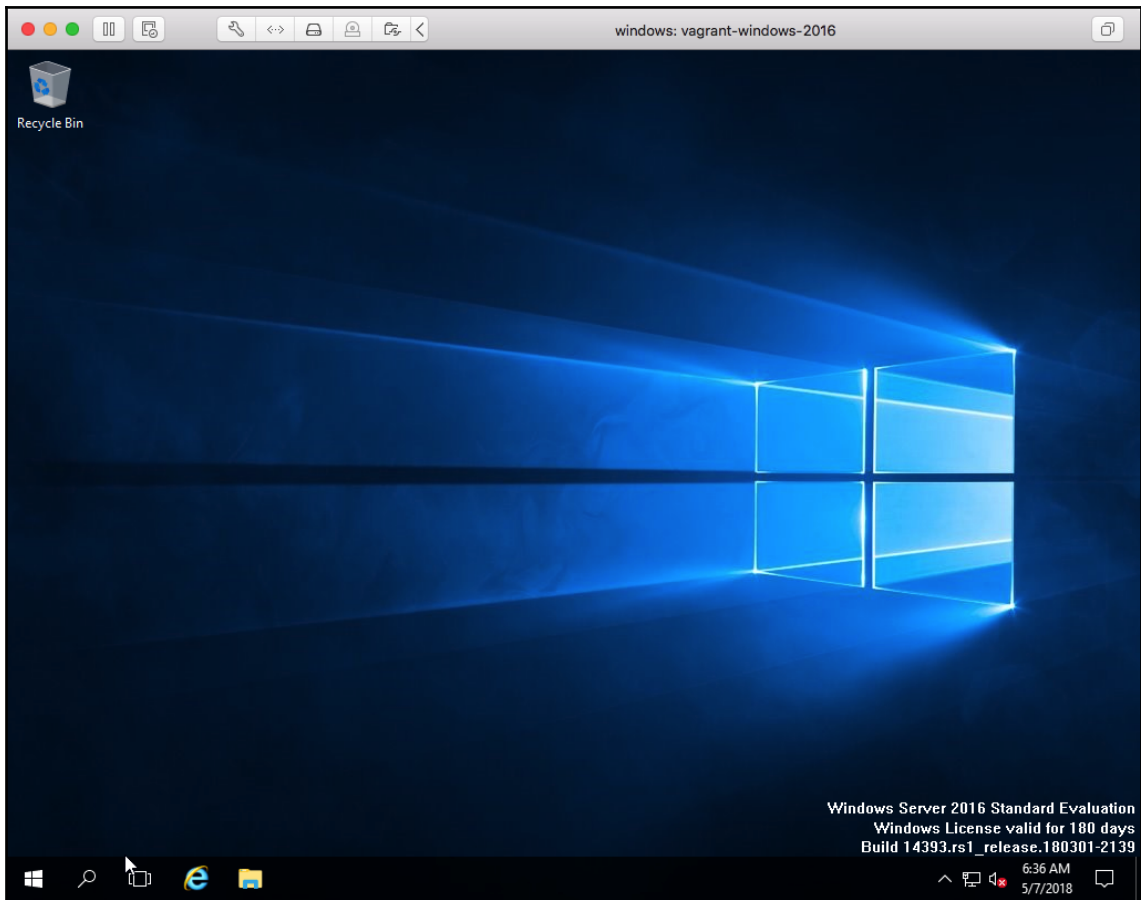 windows: vagrant-windows-2016
Recycle Bin
Windows Server 2016 Standard Evaluation
Windows License valid for 180 days
Build 14393.rs1_release.180301-2139
6:36 AM
5/7/2018